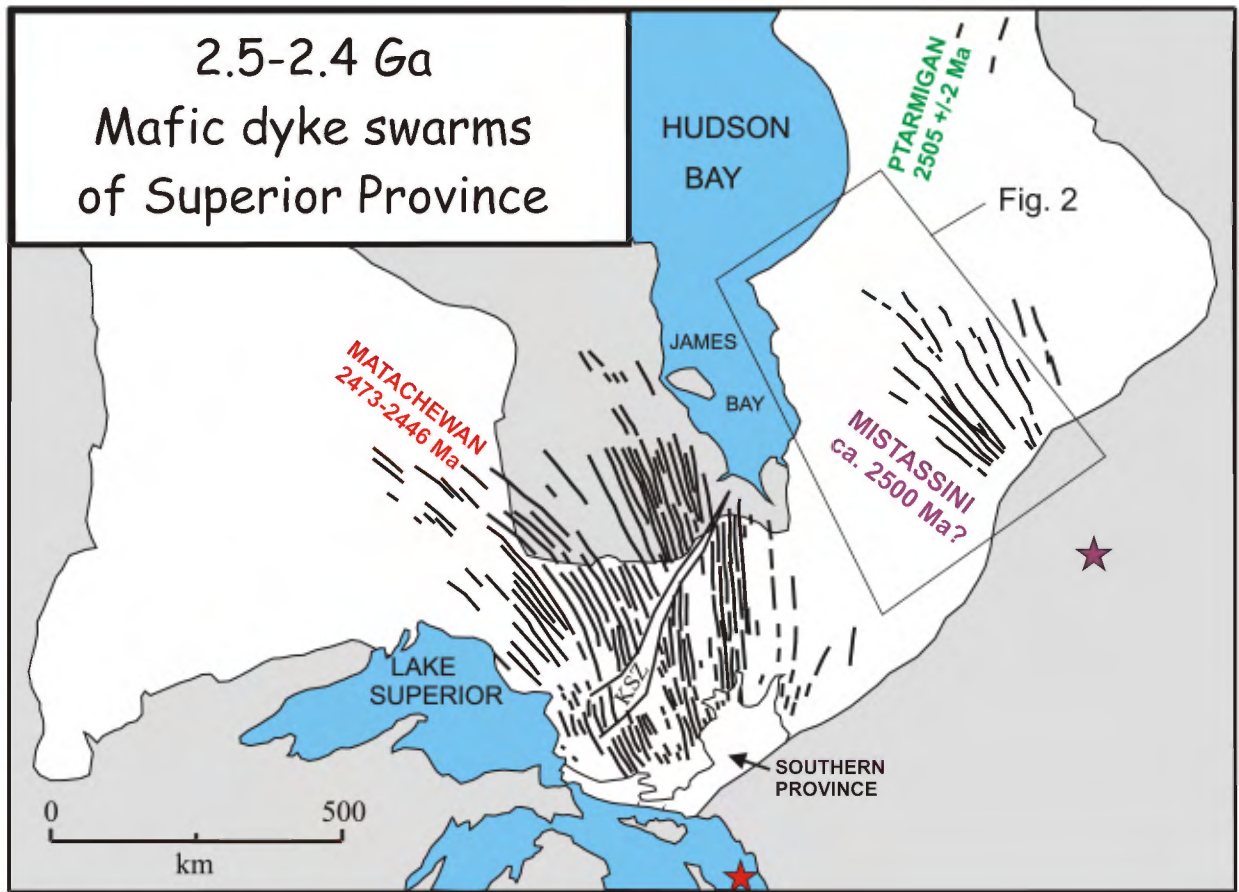 2.5-2.4 Ga
Mafic dyke swarms
of Superior Province
HUDSON
BAY
PTARMIGAN
2505 +/-2 Ma
Fig. 2
JAMES
BAY
MATACHEWAN
2473-2446 Ma
MISTASSINI
ca. 2500 Ma?
LAKE
SUPERIOR
KSZ
SOUTHERN
PROVINCE
0
500
km